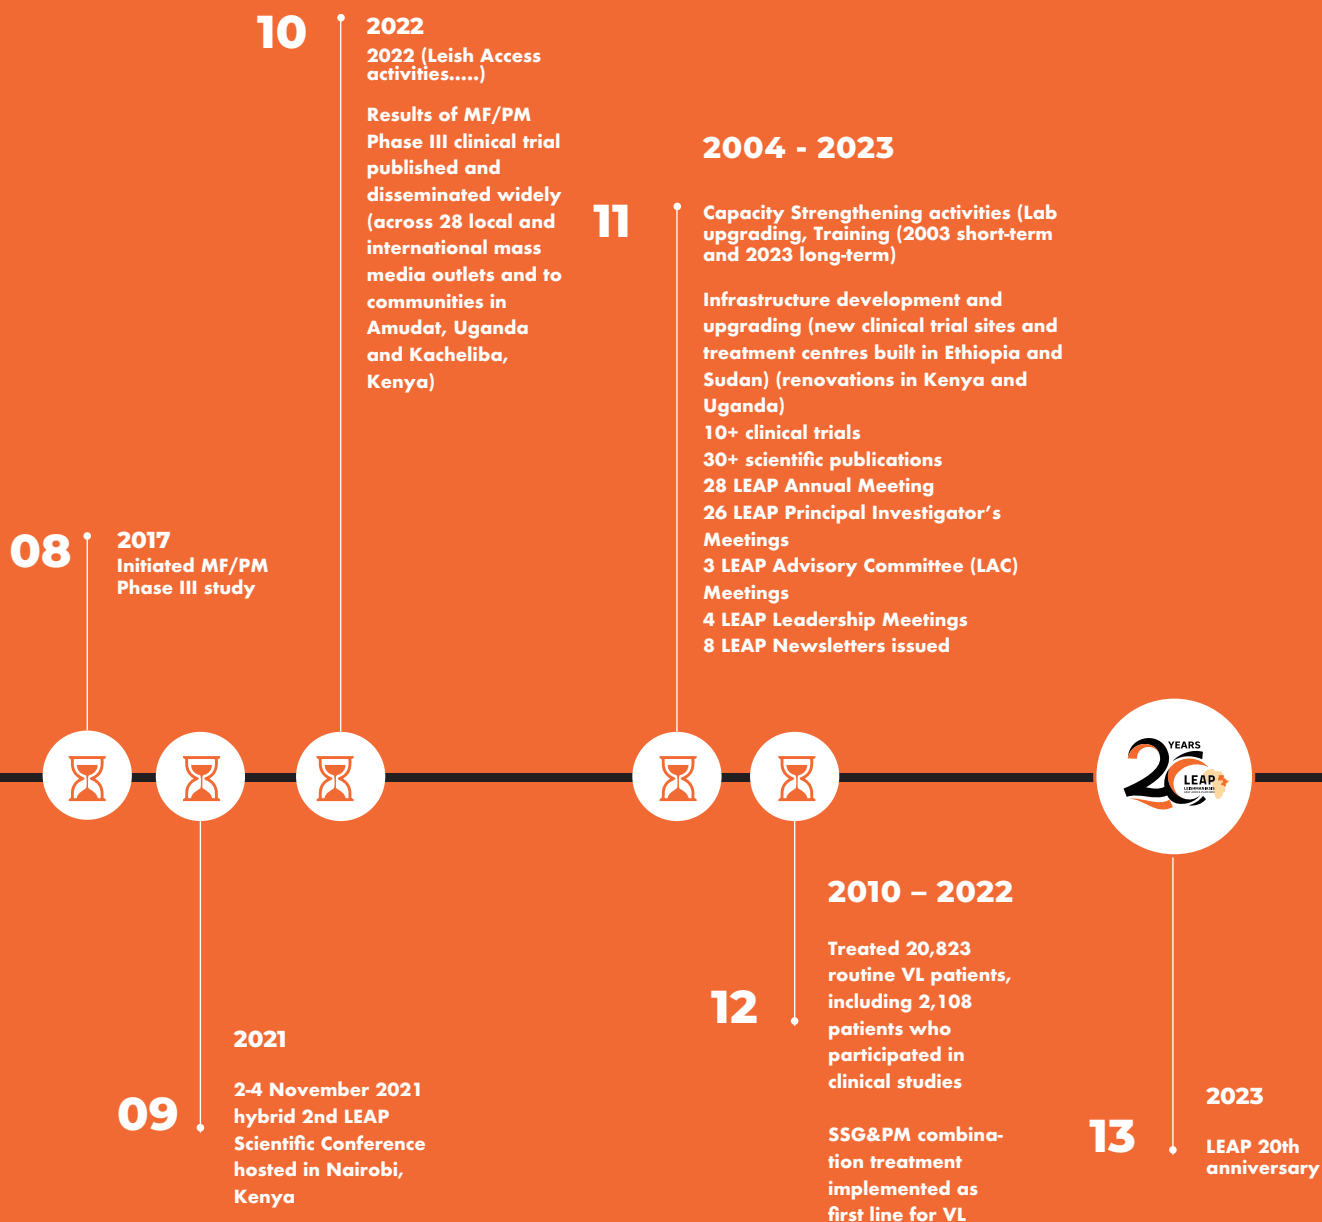 10
2022
2022 (Leish Access
activities.....)
Results of MF/PM
Phase III clinical trial
published and
disseminated widely
(across 28 local and
international mass
media outlets and to
communities in
Amudat, Uganda
and Kacheliba,
Kenya)
11
2004 - 2023
Capacity Strengthening activities (Lab
upgrading, Training (2003 short-term
and 2023 long-term)
Infrastructure development and
upgrading (new clinical trial sites and
treatment centres built in Ethiopia and
Sudan) (renovations in Kenya and
Uganda)
10+ clinical trials
30+ scientific publications
28 LEAP Annual Meeting
26 LEAP Principal Investigator's
Meetings
3 LEAP Advisory Committee (LAC)
Meetings
4 LEAP Leadership Meetings
8 LEAP Newsletters issued
08
2017
Initiated MF/PM
Phase III study
20
YEARS
LEAP
09
2021
2-4 November 2021
hybrid 2nd LEAP
Scientific Conference
hosted in Nairobi,
Kenya
12
2010 – 2022
Treated 20,823
routine VL patients,
including 2,108
patients who
participated in
clinical studies
SSG&PM combina-
tion treatment
implemented as
first line for VL
13
2023
LEAP 20th
anniversary